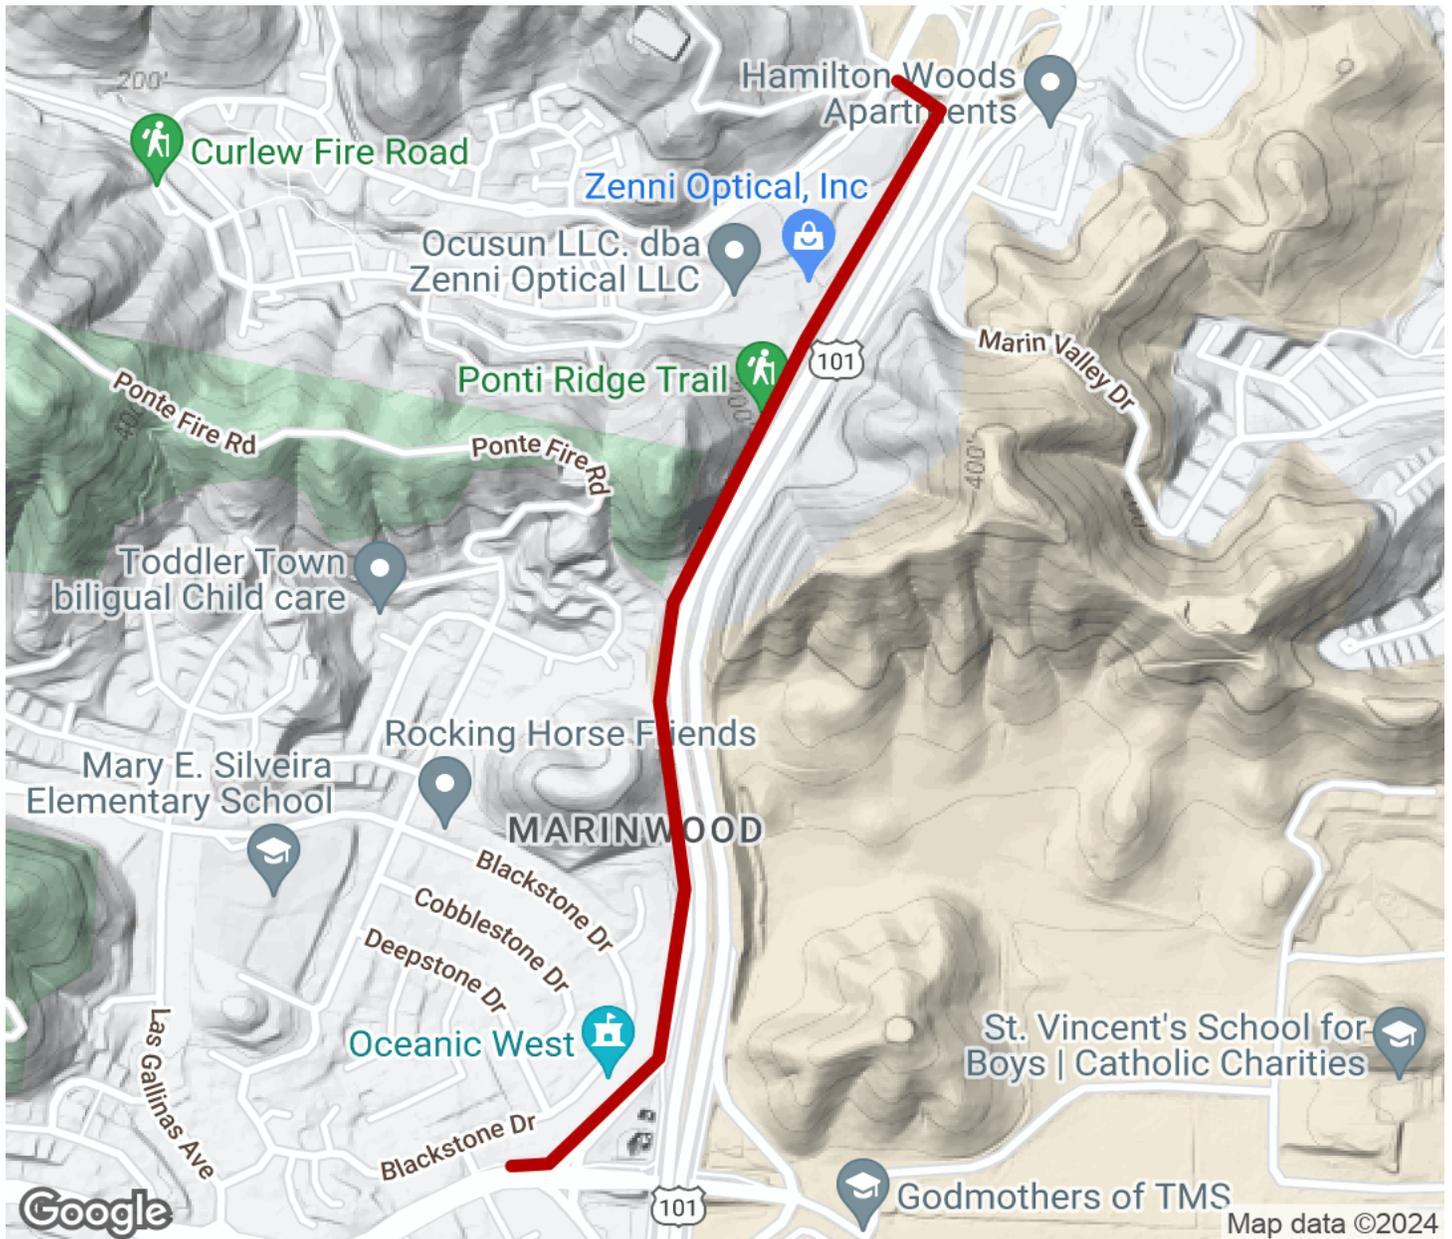 200'
Hamilton Woods
Apartments
Curlew Fire Road
Zenni Optical, Inc
Ocusun LLC. dba
Zenni Optical LLC
101
Marin Valley Dr
Ponti Ridge Trail
200'
Ponte Fire Rd
400'
Ponte Fire Rd
400'
200'
Toddler Town
biligual Child care
Rocking Horse Friends
Mary E. Silveira
Elementary School
MARINWOOD
Blackstone Dr
Cobblestone Dr
Deepstone Dr
Las Gallinas Ave
Oceanic West
St. Vincent's School for
Boys | Catholic Charities
Blackstone Dr
101
Godmothers of TMS
Google
Map data ©2024